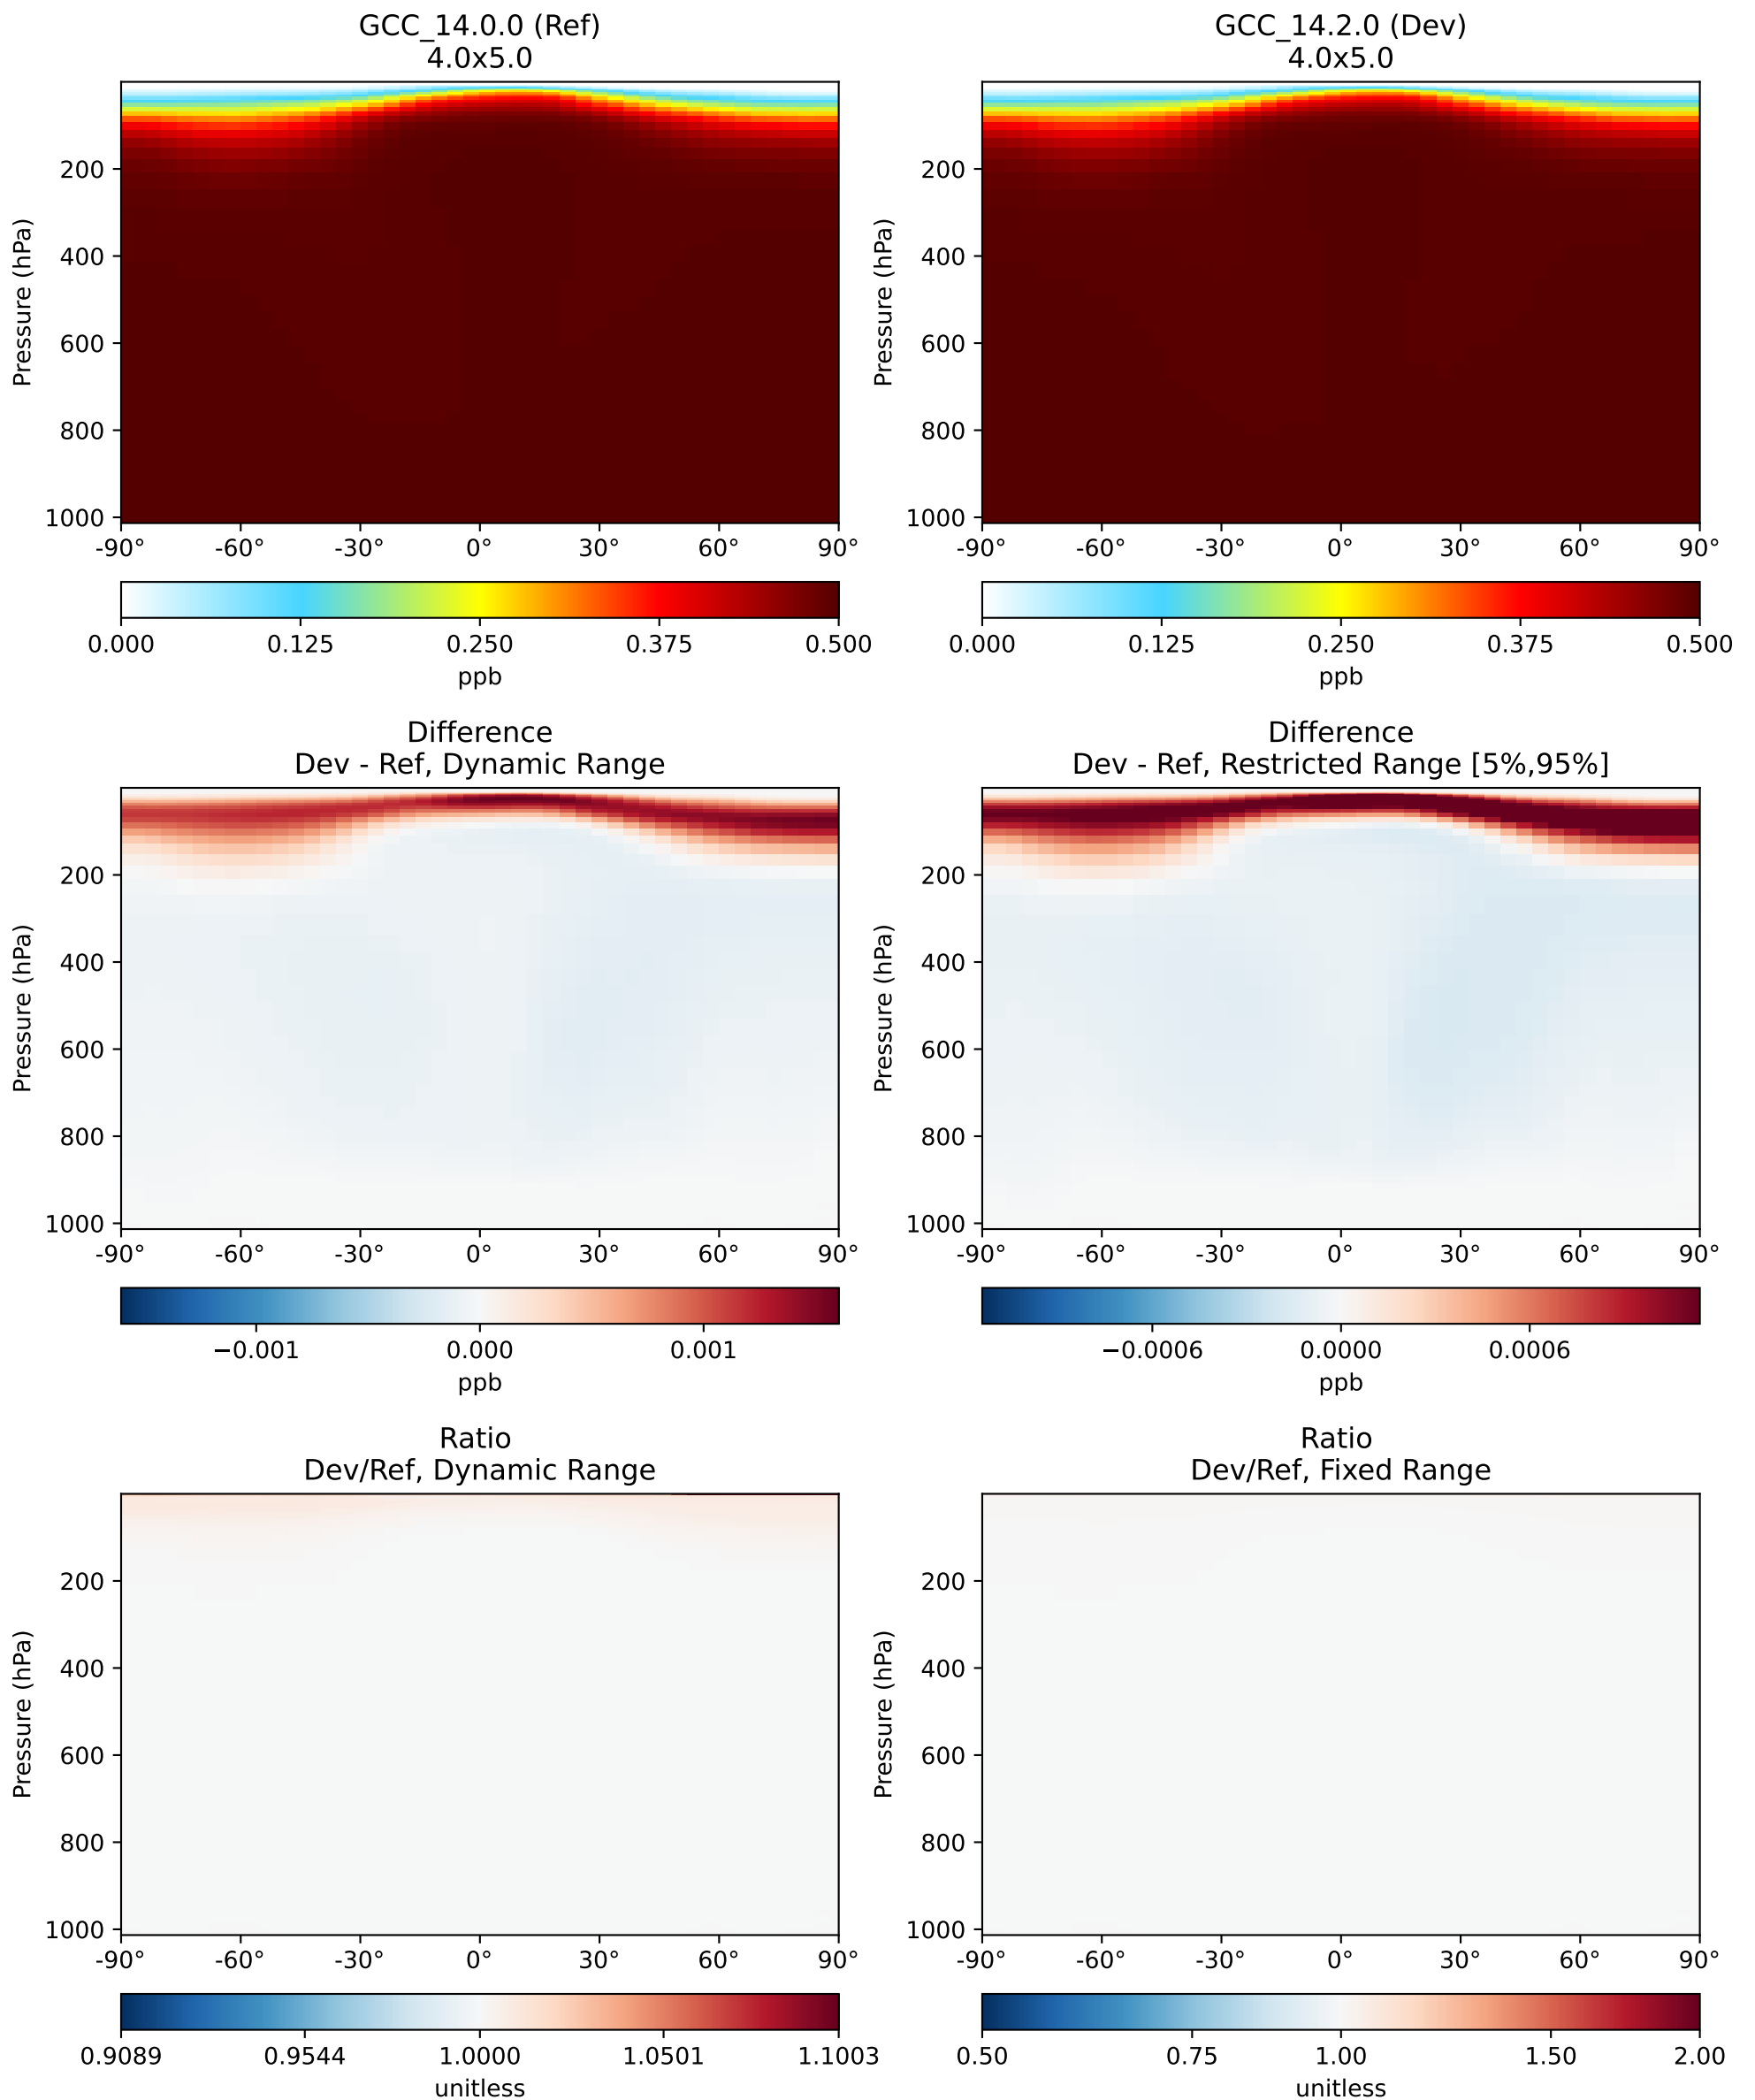 GCC_14.0.0 (Ref)
4.0x5.0
GCC_14.2.0 (Dev)
4.0x5.0
Pressure (hPa)
200
400
600
800
1000
-90° -60° -30° 0° 30° 60° 90°
0.000 0.125 0.250 0.375 0.500
ppb
Pressure (hPa)
200
400
600
800
1000
-90° -60° -30° 0° 30° 60° 90°
0.000 0.125 0.250 0.375 0.500
ppb
Difference
Dev - Ref, Dynamic Range
Pressure (hPa)
200
400
600
800
1000
-90° -60° -30° 0° 30° 60° 90°
−0.001 0.000 0.001
ppb
Difference
Dev - Ref, Restricted Range [5%,95%]
Pressure (hPa)
200
400
600
800
1000
-90° -60° -30° 0° 30° 60° 90°
−0.0006 0.0000 0.0006
ppb
Ratio
Dev/Ref, Dynamic Range
Pressure (hPa)
200
400
600
800
1000
-90° -60° -30° 0° 30° 60° 90°
0.9089 0.9544 1.0000 1.0501 1.1003
unitless
Ratio
Dev/Ref, Fixed Range
Pressure (hPa)
200
400
600
800
1000
-90° -60° -30° 0° 30° 60° 90°
0.50 0.75 1.00 1.50 2.00
unitless